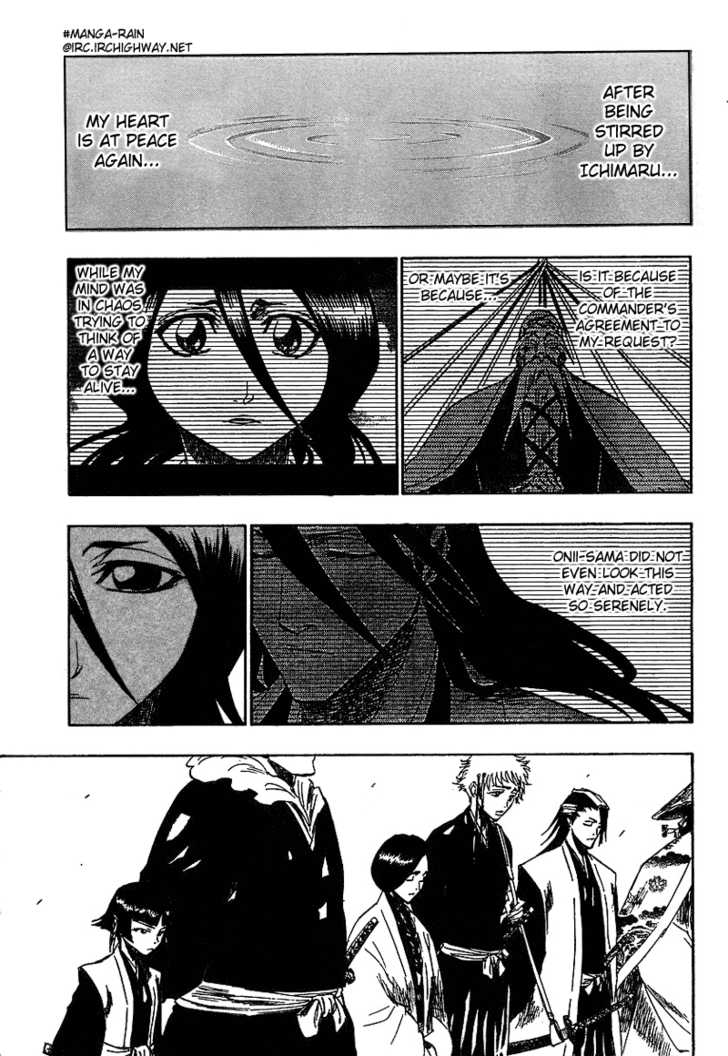 #MANGA-RAIN
@IRC.IRCHIGHWAY.NET
AFTER
BEING
STIRRED
UP BY
ICHIMARU...
MY HEART
IS AT PEACE
AGAIN...
IS IT BECAUSE
OF THE
COMMANDER'S
AGREEMENT TO
MY REQUEST?
OR MAYBE IT'S
BECAUSE...
WHILE MY
MIND WAS
IN CHAOS,
TRYING TO
THINK OF
A WAY
TO STAY
ALIVE...
ONII-SAMA DID NOT
EVEN LOOK THIS
WAY AND ACTED
SO SERENELY.